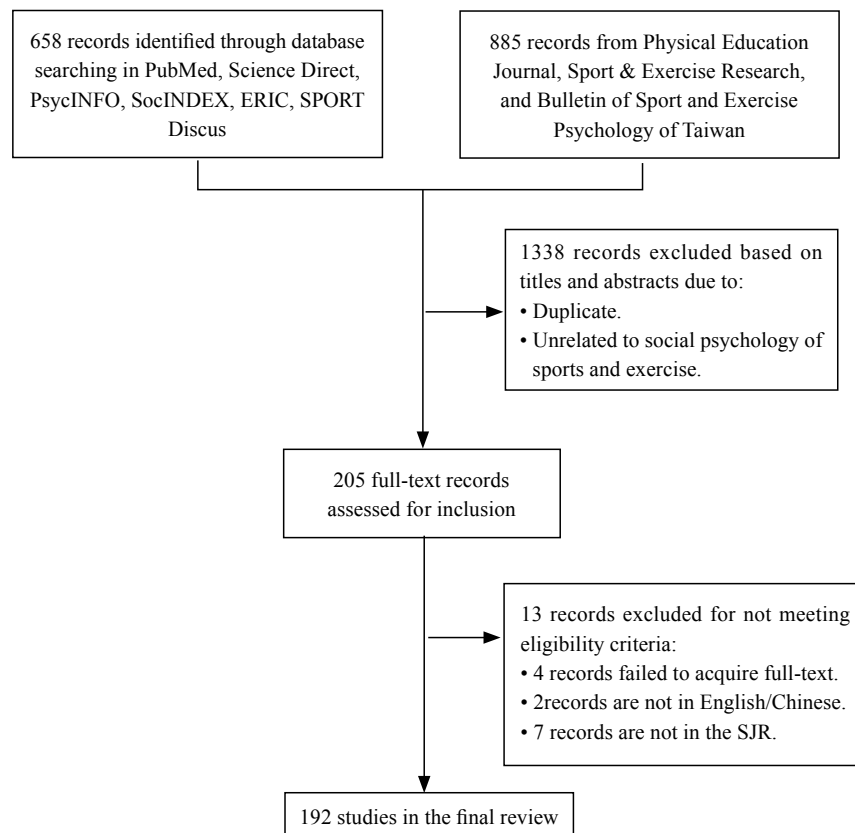 658 records identified through database
searching in PubMed, Science Direct,
PsycINFO, SocINDEX, ERIC, SPORT
Discus
885 records from Physical Education
Journal, Sport & Exercise Research,
and Bulletin of Sport and Exercise
Psychology of Taiwan
1338 records excluded based on
titles and abstracts due to:
• Duplicate.
• Unrelated to social psychology of
sports and exercise.
205 full-text records
assessed for inclusion
13 records excluded for not meeting
eligibility criteria:
• 4 records failed to acquire full-text.
• 2records are not in English/Chinese.
• 7 records are not in the SJR.
192 studies in the final review